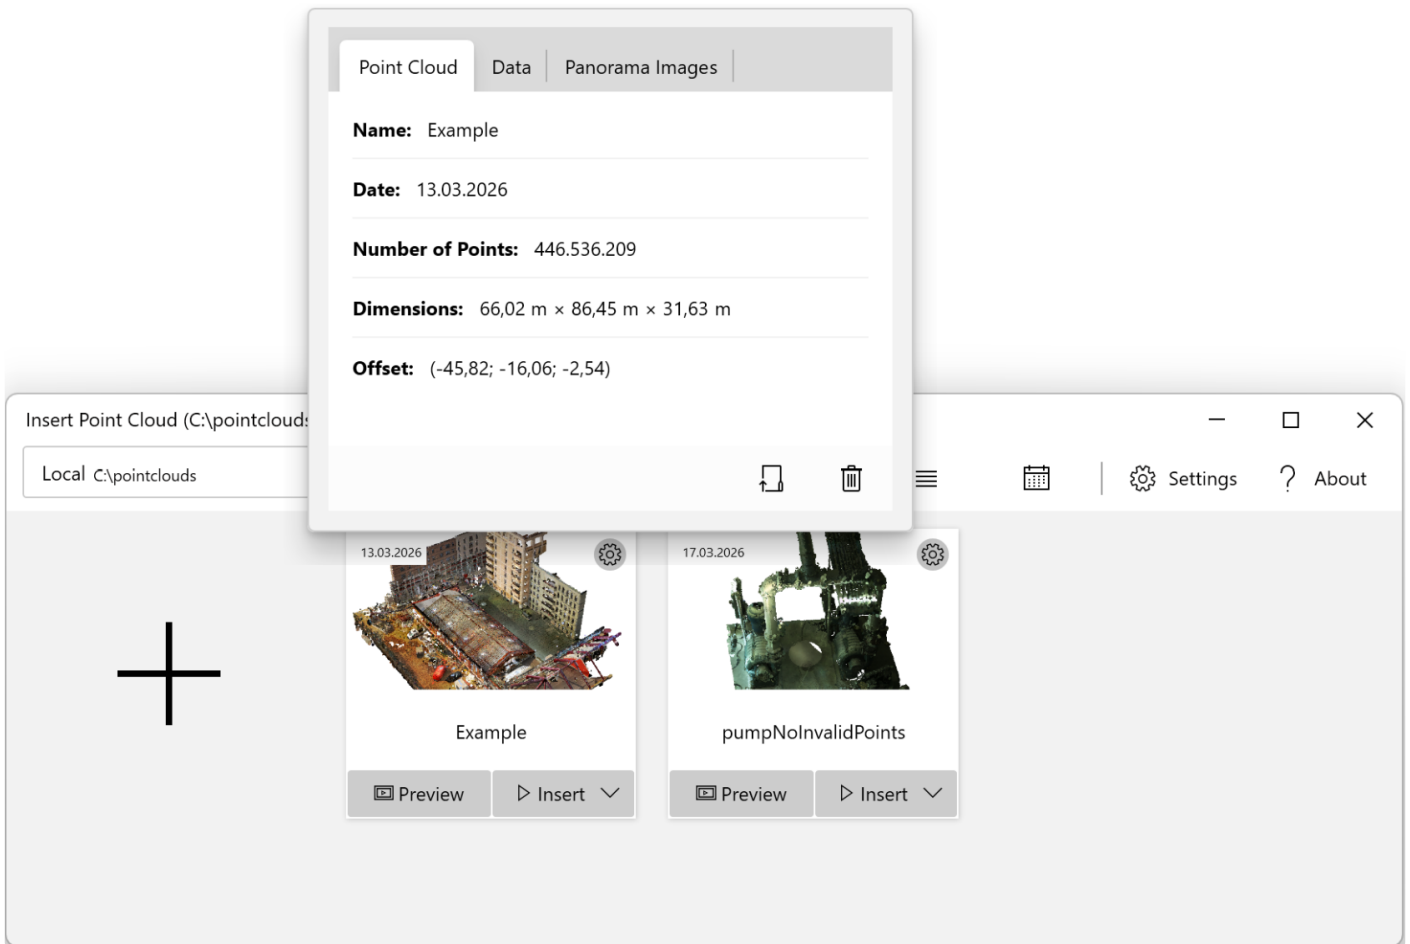 Point Cloud
Data
Panorama Images
Name: Example
Date: 13.03.2026
Number of Points: 446.536.209
Dimensions: 66,02 m × 86,45 m × 31,63 m
Offset: (-45,82; -16,06; -2,54)
Insert Point Cloud (C:\pointclouds
Local C:\pointclouds
Settings
? About
13.03.2026
17.03.2026
Example
pumpNoInvalidPoints
Preview
Insert
Preview
Insert